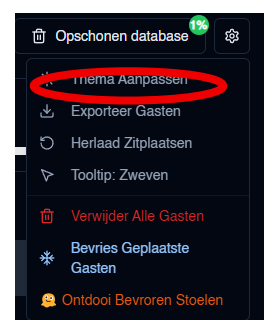 Opschonen database
1%
Thema Aanpassen
Exporteer Gasten
Herlaad Zitplaatsen
Tooltip: Zweven
Verwijder Alle Gasten
Bevries Geplaatste
Gasten
Ontdooi Bevroren Stoelen